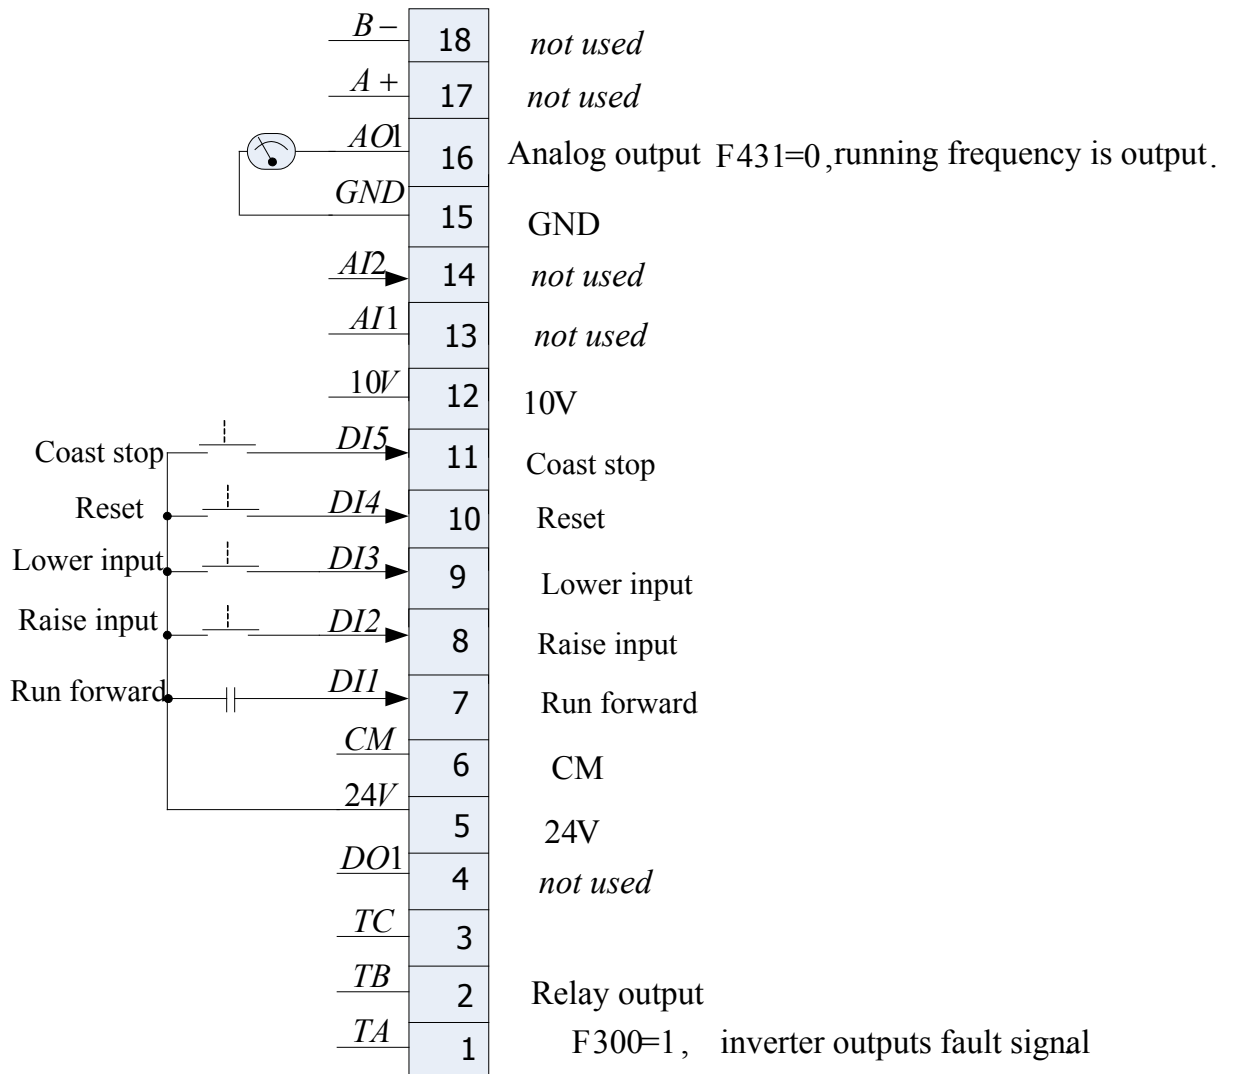 B – 18 not used
A + 17 not used
AO1 16 Analog output F431=0,running frequency is output.
GND 15 GND
AI2 14 not used
AI1 13 not used
10V 12 10V
Coast stop DI5 11 Coast stop
Reset DI4 10 Reset
Lower input DI3 9 Lower input
Raise input DI2 8 Raise input
Run forward DI1 7 Run forward
CM 6 CM
24V 5 24V
DO1 4 not used
TC 3
TB 2 Relay output
TA 1 F300=1, inverter outputs fault signal